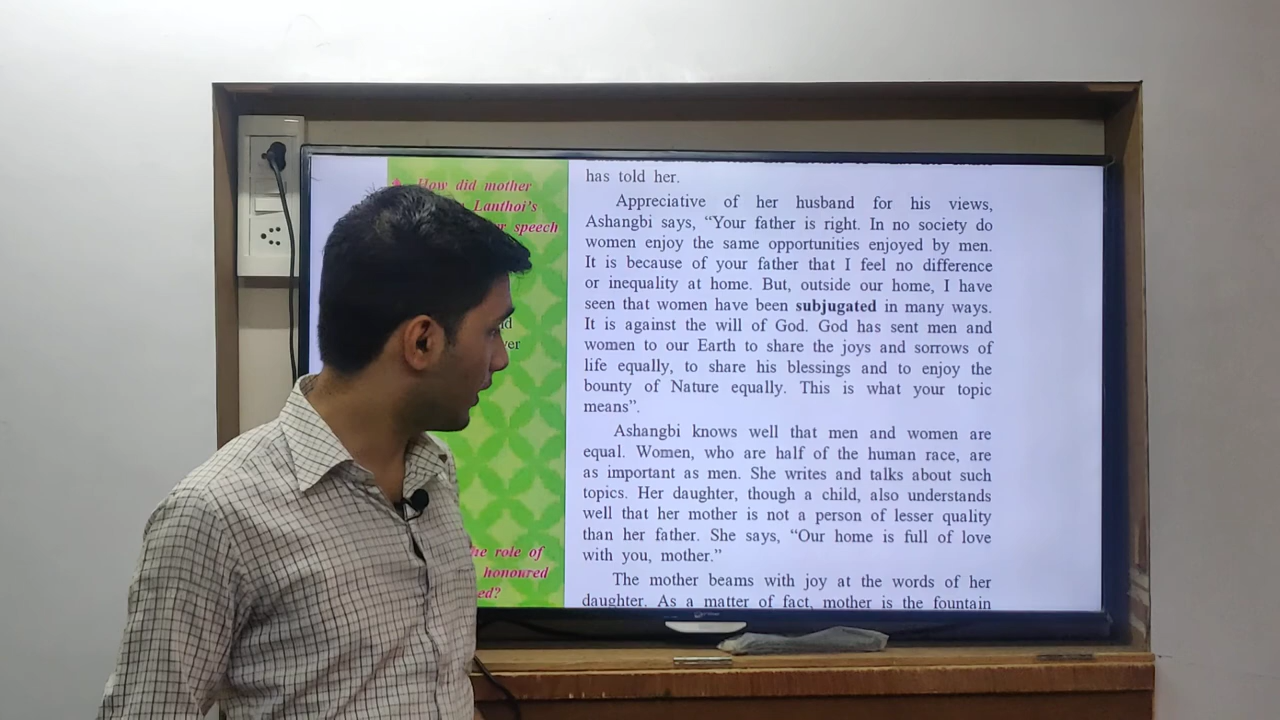 How did mother
Lanthoi's
speech
he role of
honoured
ed?
has told her.
Appreciative of her husband for his views,
Ashangbi says, “Your father is right. In no society do
women enjoy the same opportunities enjoyed by men.
It is because of your father that I feel no difference
or inequality at home. But, outside our home, I have
seen that women have been subjugated in many ways.
It is against the will of God. God has sent men and
women to our Earth to share the joys and sorrows of
life equally, to share his blessings and to enjoy the
bounty of Nature equally. This is what your topic
means”.
Ashangbi knows well that men and women are
equal. Women, who are half of the human race, are
as important as men. She writes and talks about such
topics. Her daughter, though a child, also understands
well that her mother is not a person of lesser quality
than her father. She says, “Our home is full of love
with you, mother.”
The mother beams with joy at the words of her
daughter. As a matter of fact, mother is the fountain